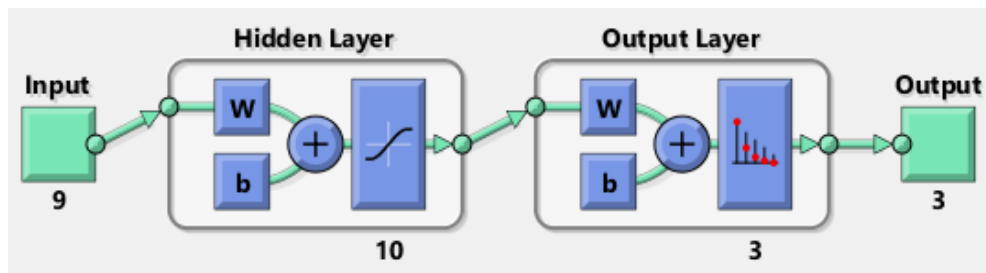 Hidden Layer
Output Layer
Input
Output
W
W
+
+
b
b
9
3
10
3